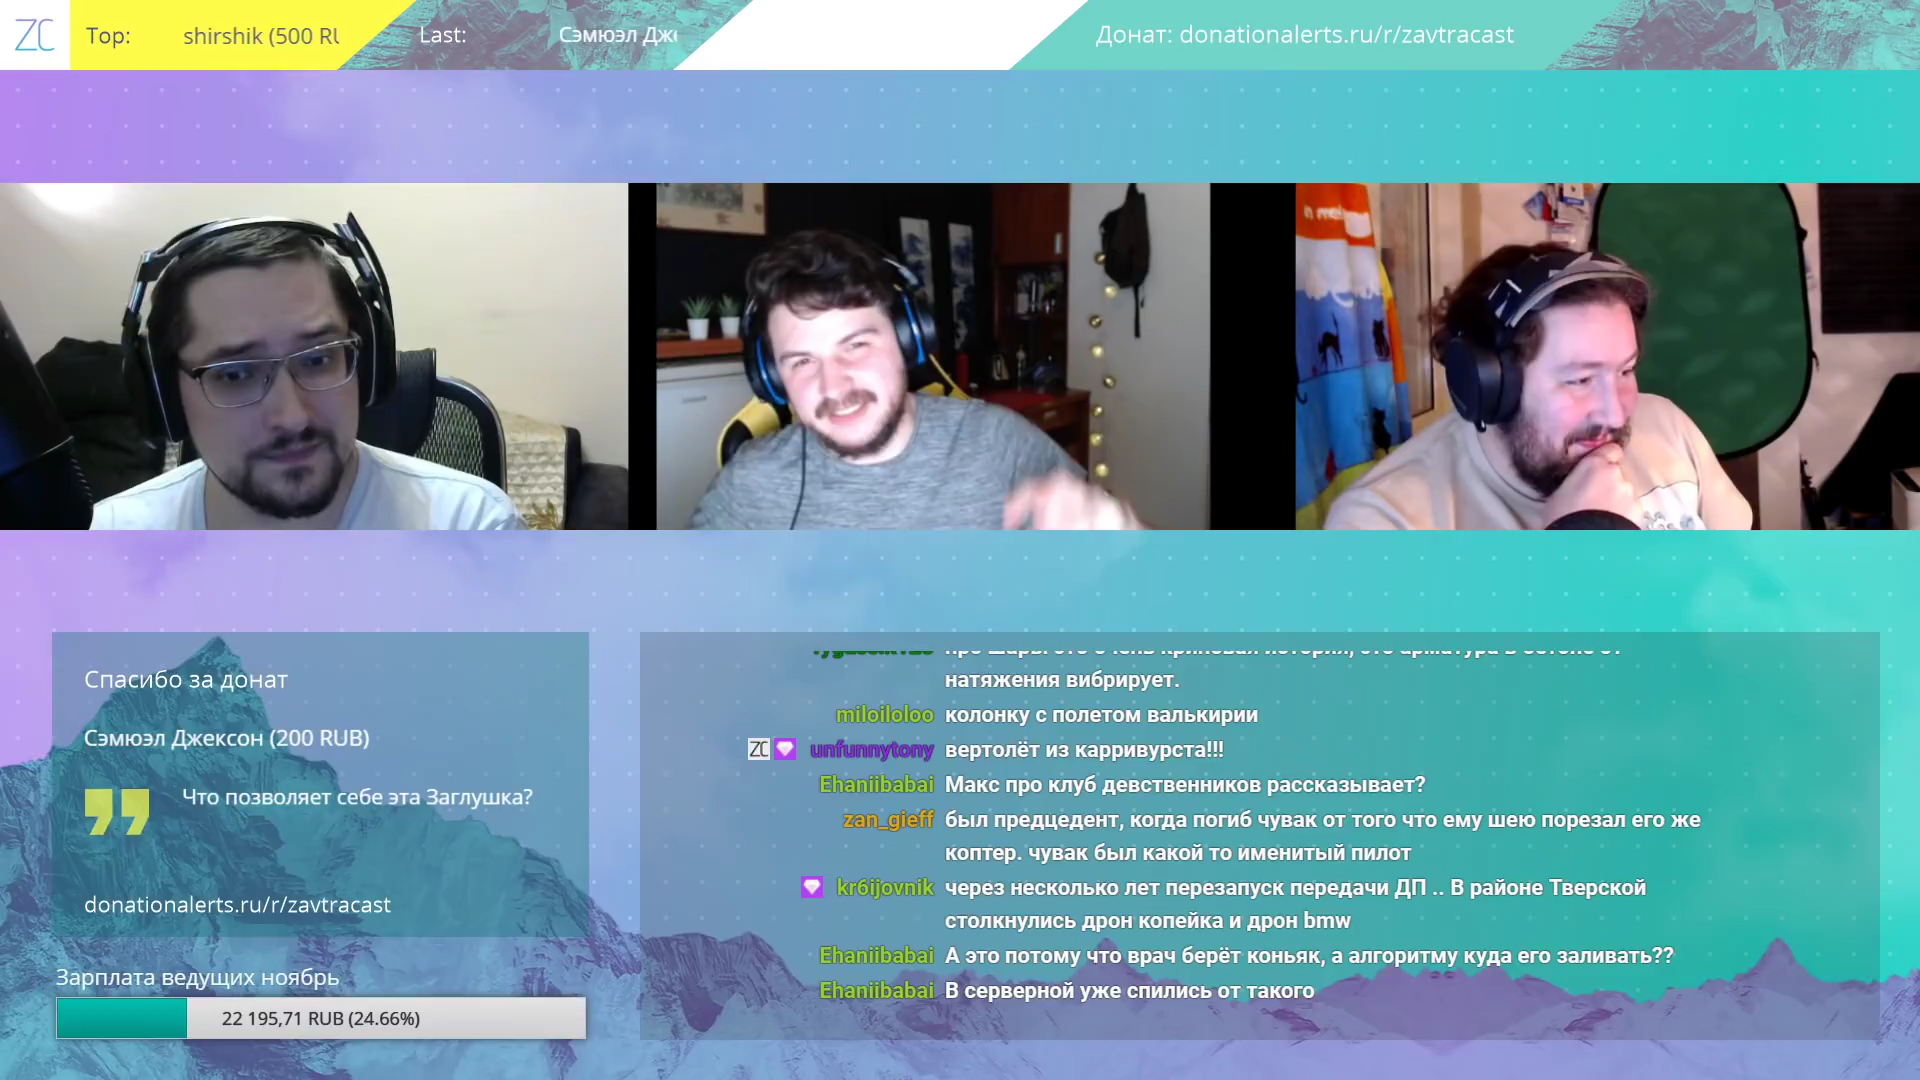 ZC
Top:
shirshik (500 RU
Last:
Сэмюэл Дже
Донат: donationalerts.ru/r/zavtracast
Спасибо за донат
Сэмюэл Джексон (200 RUB)
Что позволяет себе эта Заглушка?
donationalerts.ru/r/zavtracast
Зарплата ведущих ноябрь
22 195,71 RUB (24.66%)
натяжения вибрирует.
miloiloloo колонку с полетом валькирии
ZC unfunnytony вертолёт из карривурста!!!
Ehaniibabai Макс про клуб девственников рассказывает?
zan_gieff был предцедент, когда погиб чувак от того что ему шею порезал его же
коптер. чувак был какой то именитый пилот
kr6ijovnik через несколько лет перезапуск передачи ДП .. В районе Тверской
столкнулись дрон копейка и дрон bmw
Ehaniibabai А это потому что врач берёт коньяк, а алгоритму куда его заливать??
Ehaniibabai В серверной уже спились от такого